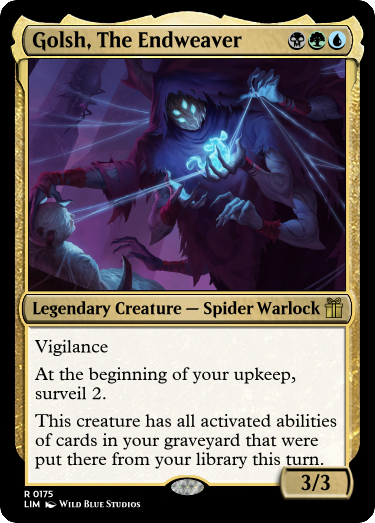 Golsh, The Endweaver
Legendary Creature — Spider Warlock
Vigilance
At the beginning of your upkeep,
surveil 2.
This creature has all activated abilities
of cards in your graveyard that were
put there from your library this turn.
3/3
R 0175
LIM Wild Blue Studios